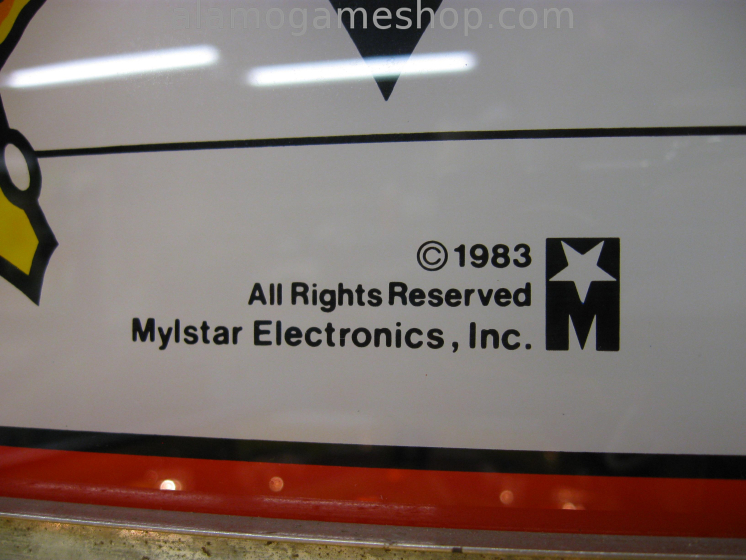 alamogameshop.com
©1983
All Rights Reserved
Mylstar Electronics, Inc.
M